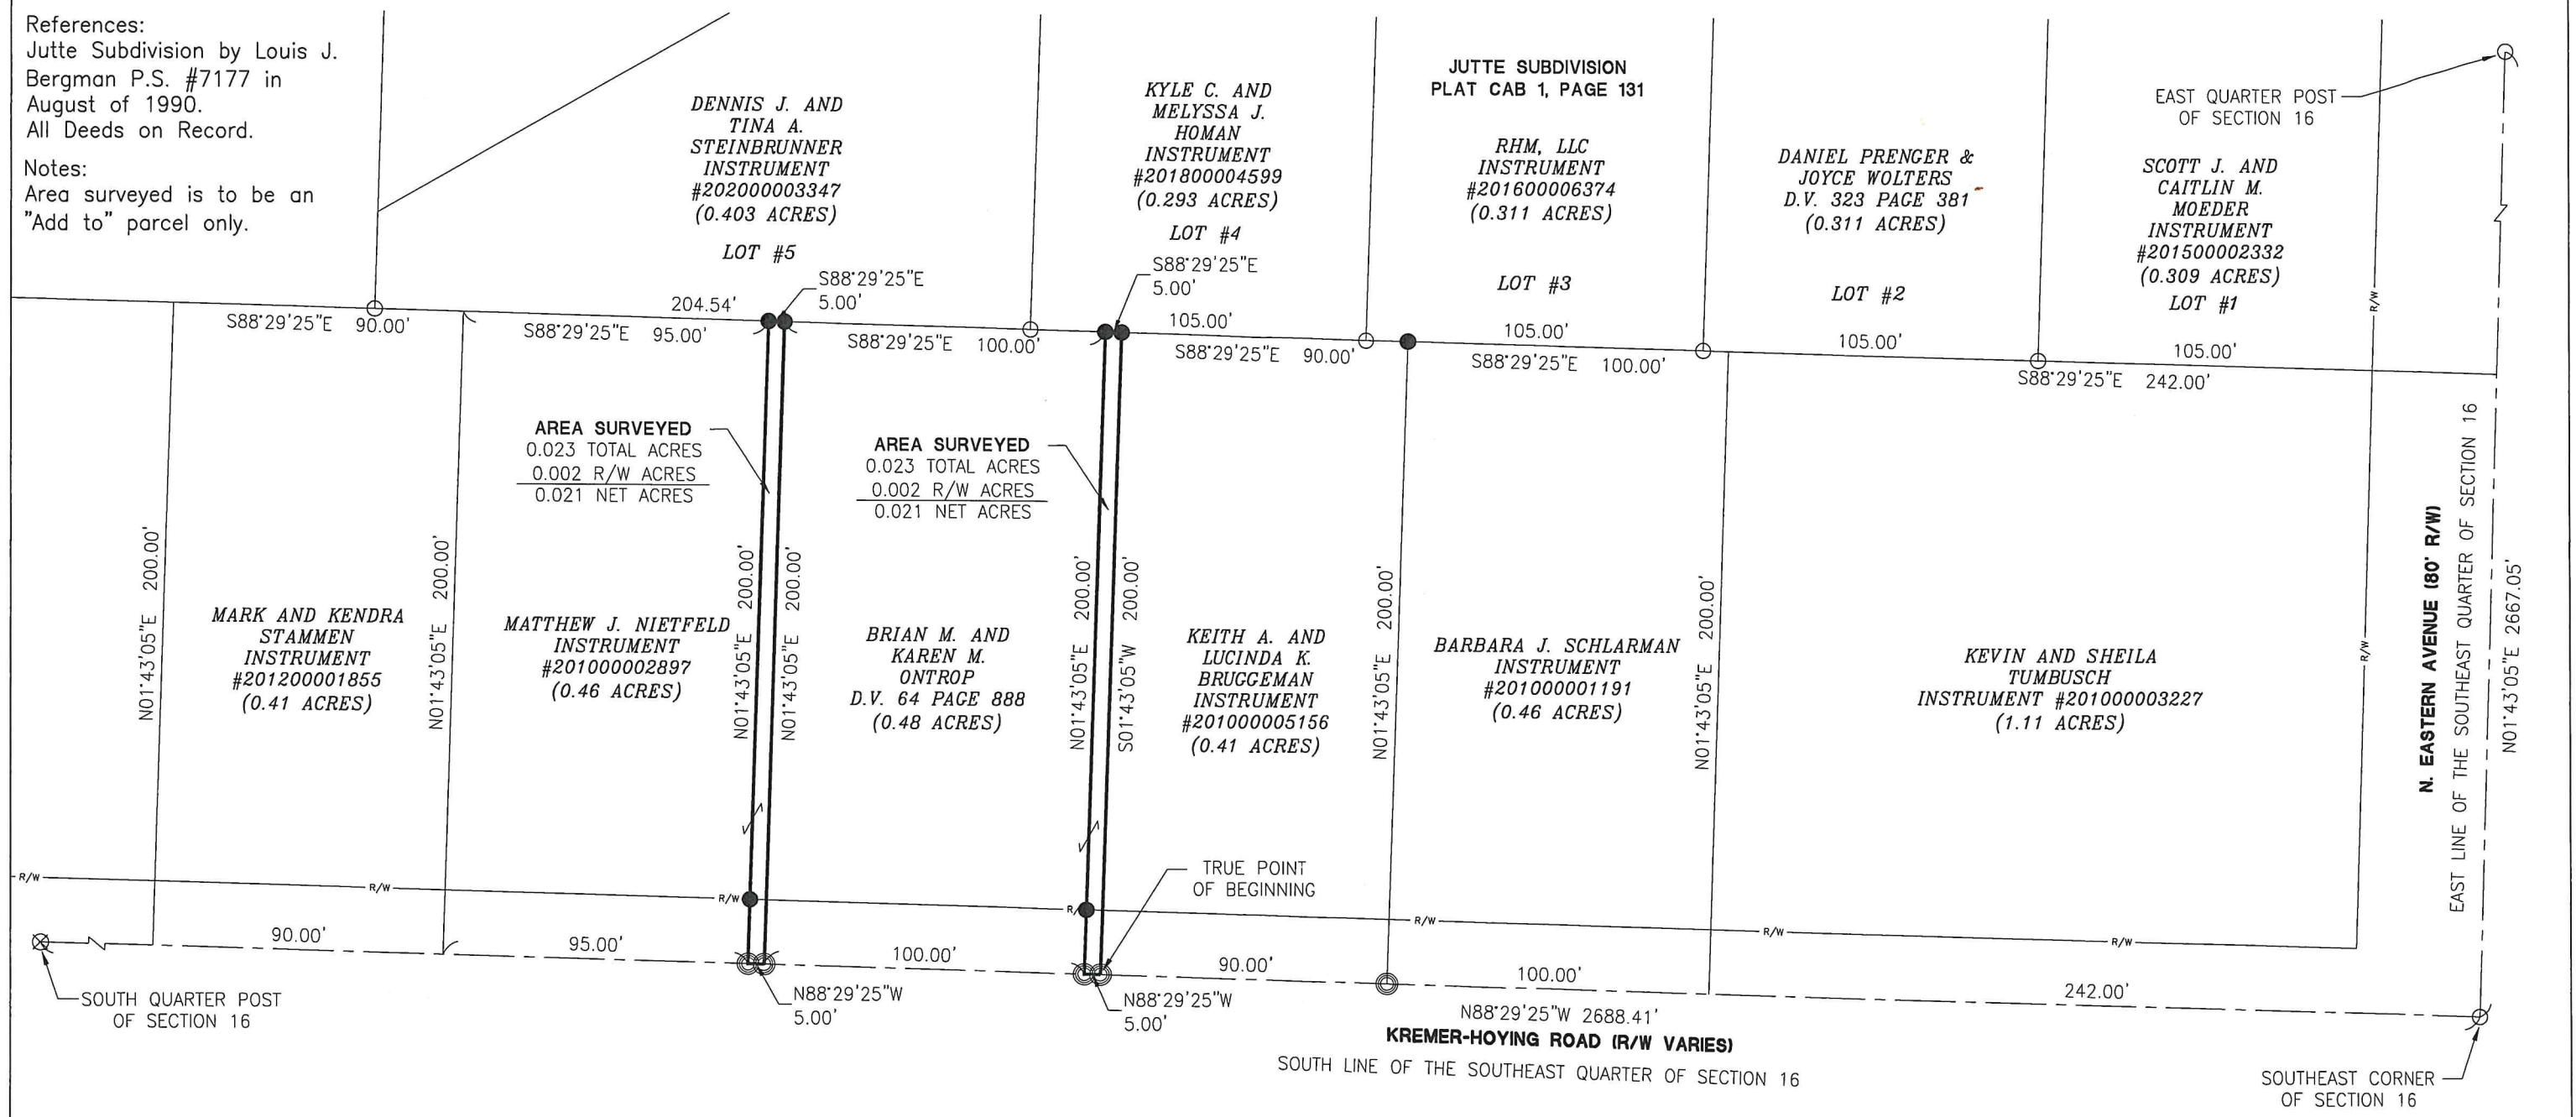 References:
Jutte Subdivision by Louis J.
Bergman P.S. #7177 in
August of 1990.
All Deeds on Record.
Notes:
Area surveyed is to be an
"Add to" parcel only.
DENNIS J. AND
TINA A.
STEINBRUNNER
INSTRUMENT
#202000003347
(0.403 ACRES)
LOT #5
KYLE C. AND
MELYSSA J.
HOMAN
INSTRUMENT
#201800004599
(0.293 ACRES)
LOT #4
JUTTE SUBDIVISION
PLAT CAB 1, PAGE 131
RHM, LLC
INSTRUMENT
#201600006374
(0.311 ACRES)
LOT #3
DANIEL PRENGER &
JOYCE WOLTERS
D.V. 323 PAGE 381
(0.311 ACRES)
LOT #2
EAST QUARTER POST
OF SECTION 16
SCOTT J. AND
CAITLIN M.
MOEDER
INSTRUMENT
#201500002332
(0.309 ACRES)
LOT #1
R/W
S88°29'25"E
5.00'
S88°29'25"E
5.00'
204.54'
105.00'
105.00'
105.00'
105.00'
S88°29'25"E 90.00'
S88°29'25"E 95.00'
S88°29'25"E 100.00'
S88°29'25"E 90.00'
S88°29'25"E 100.00'
S88°29'25"E 242.00'
AREA SURVEYED
0.023 TOTAL ACRES
0.002 R/W ACRES
0.021 NET ACRES
AREA SURVEYED
0.023 TOTAL ACRES
0.002 R/W ACRES
0.021 NET ACRES
N01°43'05"E 200.00'
MARK AND KENDRA
STAMMEN
INSTRUMENT
#201200001855
(0.41 ACRES)
N01°43'05"E 200.00'
MATTHEW J. NIETFELD
INSTRUMENT
#201000002897
(0.46 ACRES)
N01°43'05"E 200.00'
N01°43'05"E 200.00'
BRIAN M. AND
KAREN M.
ONTROP
D.V. 64 PAGE 888
(0.48 ACRES)
N01°43'05"E 200.00'
S01°43'05"W 200.00'
KEITH A. AND
LUCINDA K.
BRUGGEMAN
INSTRUMENT
#201000005156
(0.41 ACRES)
N01°43'05"E 200.00'
BARBARA J. SCHLARMAN
INSTRUMENT
#201000001191
(0.46 ACRES)
N01°43'05"E 200.00'
KEVIN AND SHEILA
TUMBUSCH
INSTRUMENT #201000003227
(1.11 ACRES)
R/W
N. EASTERN AVENUE (80' R/W)
EAST LINE OF THE SOUTHEAST QUARTER OF SECTION 16
N01°43'05"E 2667.05'
TRUE POINT
OF BEGINNING
R/W
R/W
R/W
R/
R/W
R/W
R/W
90.00'
95.00'
100.00'
90.00'
100.00'
242.00'
SOUTH QUARTER POST
OF SECTION 16
N88°29'25"W
5.00'
N88°29'25"W
5.00'
N88°29'25"W 2688.41'
KREMER-HOYING ROAD (R/W VARIES)
SOUTH LINE OF THE SOUTHEAST QUARTER OF SECTION 16
SOUTHEAST CORNER
OF SECTION 16